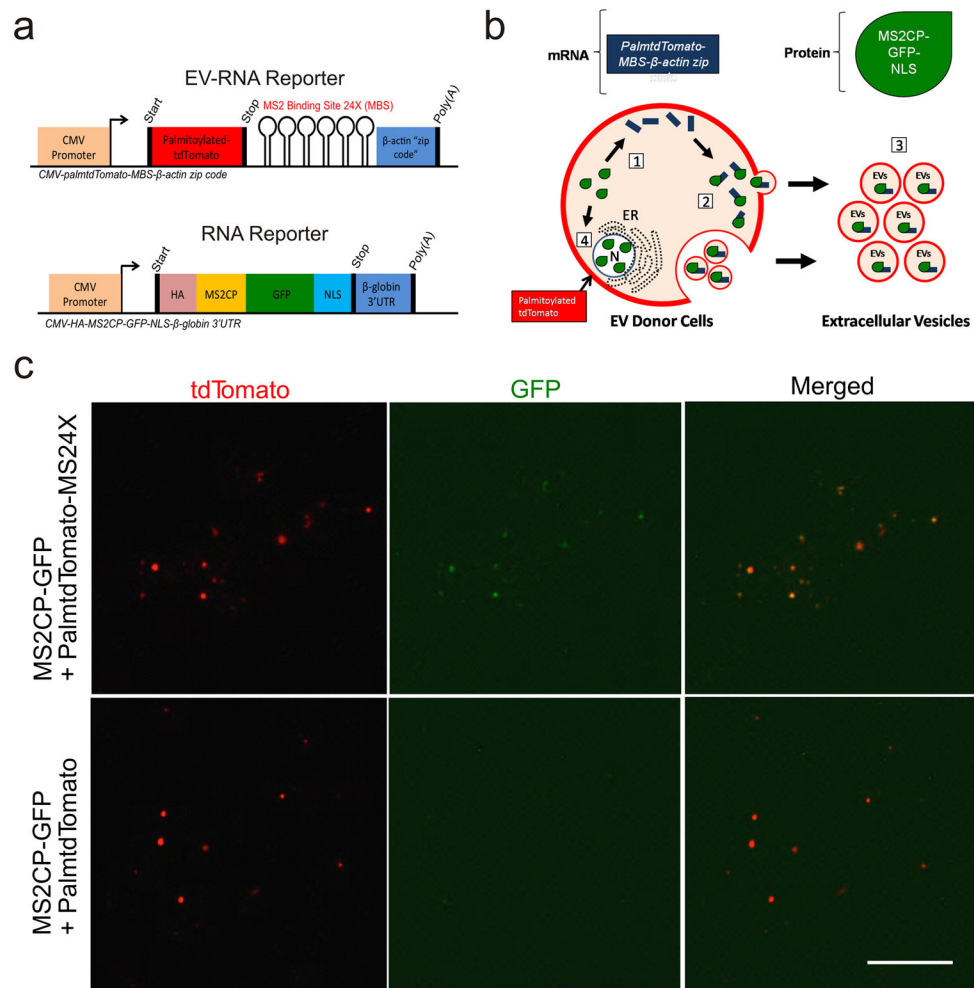 a
EV-RNA Reporter
Start
Stop
MS2 Binding Site 24X (MBS)
Poly(A)
CMV
Promoter
Palmitoylated-
tdTomato
β-actin "zip
code"
CMV-palmtdTomato-MBS-β-actin zip code
RNA Reporter
Start
Stop
Poly(A)
CMV
Promoter
HA
MS2CP
GFP
NLS
β-globin
3'UTR
CMV-HA-MS2CP-GFP-NLS-β-globin 3'UTR
b
mRNA
PalmtdTomato-
MBS-β-actin zip
Protein
MS2CP-
GFP-
NLS
1
2
3
4
ER
N
Palmitoylated
tdTomato
EV Donor Cells
EVs
EVs
EVs
EVs
EVs
EVs
Extracellular Vesicles
c
tdTomato
GFP
Merged
MS2CP-GFP
+ PalmtdTomato-MS24X
MS2CP-GFP
+ PalmtdTomato